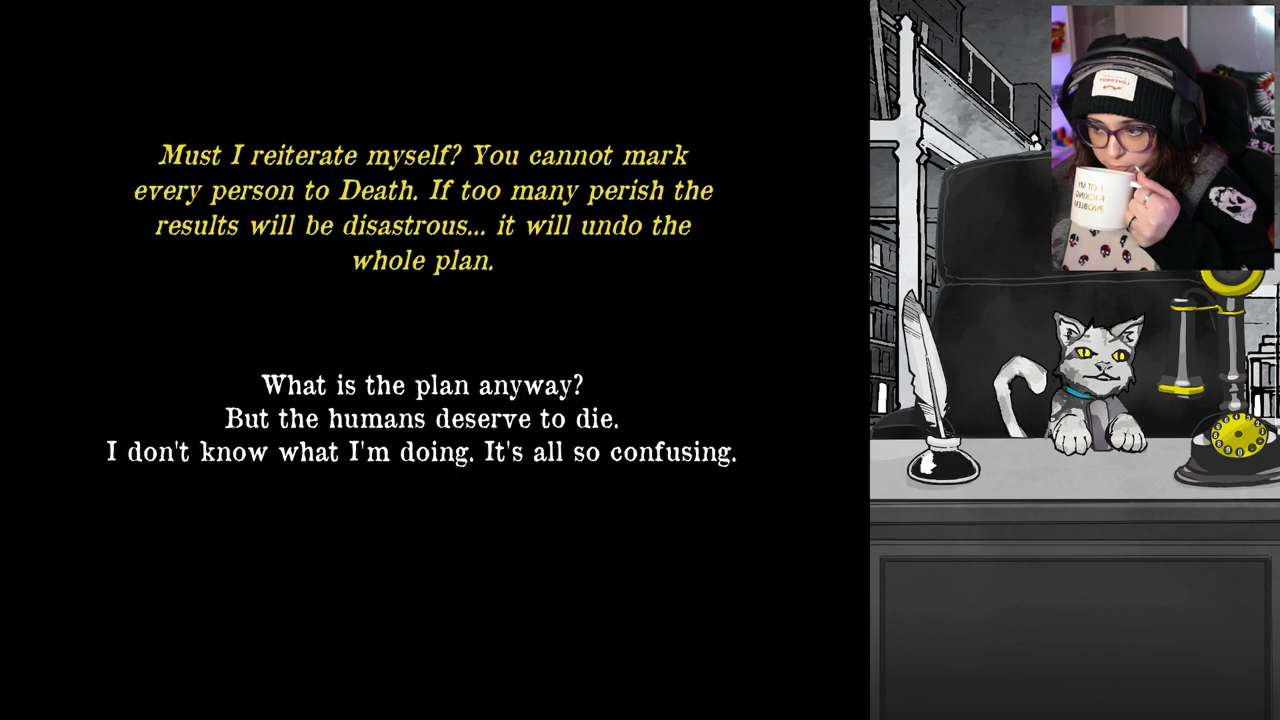 Must I reiterate myself? You cannot mark
every person to Death. If too many perish the
results will be disastrous... it will undo the
whole plan.
What is the plan anyway?
But the humans deserve to die.
I don't know what I'm doing. It's all so confusing.